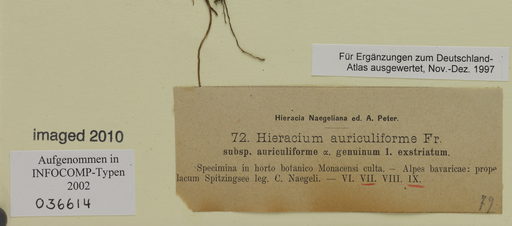 Für Ergänzungen zum Deutschland-
Atlas ausgewertet, Nov.-Dez. 1997
Hieracia Naegeliana ed. A. Peter.
72. Hieracium auriculiforme Fr.
subsp. auriculiforme α. genuinum 1. exstriatum.
Specimina in horto botanico Monacensi culta. — Alpes bavaricae: prope
lacum Spitzingsee leg. C. Naegeli. — VI. VII. VIII. IX.
79
imaged 2010
Aufgenommen in
INFOCOMP-Typen
2002
036614